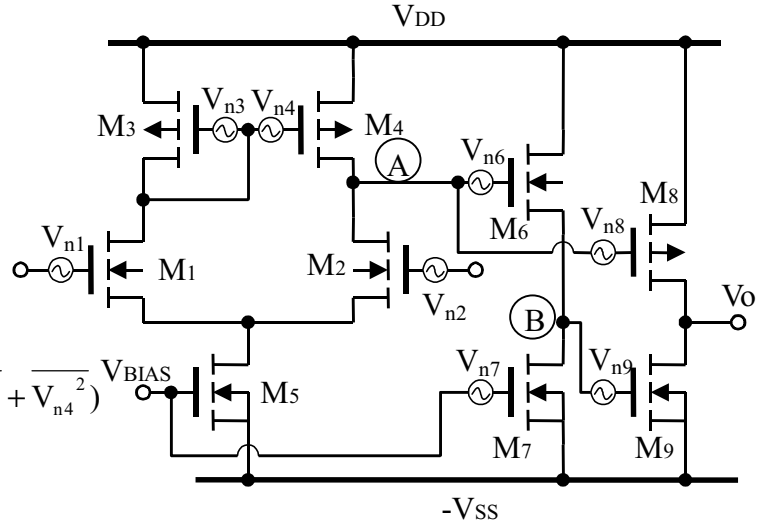 VDD
Vn3
Vn4
M3
M4
A
Vn6
M8
M6
Vn8
Vn1
M1
M2
Vn2
Vo
B
+ Vn4²)
VBIAS
M5
Vn7
Vn9
M7
M9
-VSS